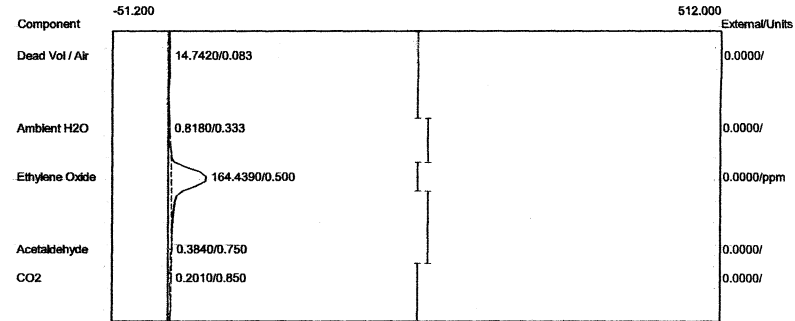 -51.200 512.000
Component External/Units
Dead Vol / Air 14.7420/0.083 0.0000/
Ambient H2O 0.8180/0.333 0.0000/
Ethylene Oxide 164.4390/0.500 0.0000/ppm
Acetaldehyde 0.3840/0.750 0.0000/
CO2 0.2010/0.850 0.0000/